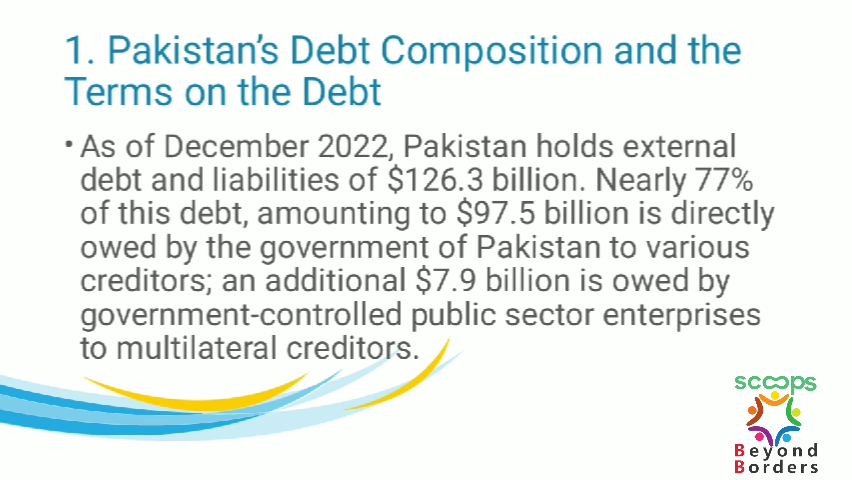 1. Pakistan's Debt Composition and the
Terms on the Debt
• As of December 2022, Pakistan holds external
debt and liabilities of $126.3 billion. Nearly 77%
of this debt, amounting to $97.5 billion is directly
owed by the government of Pakistan to various
creditors; an additional $7.9 billion is owed by
government-controlled public sector enterprises
to multilateral creditors.
scoops
Beyond
Borders